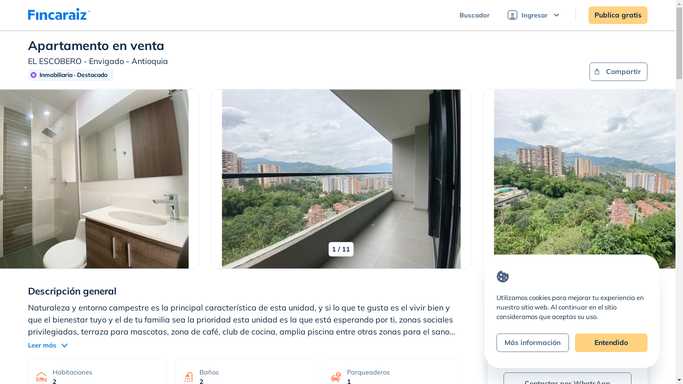 Fincaraiz
Buscador
Ingresar
Publica gratis
Apartamento en venta
EL ESCOBERO - Envigado - Antioquia
Inmobiliaria · Destacado
Compartir
1 / 11
Descripción general
Naturaleza y entorno campestre es la principal característica de esta unidad, y si lo que te gusta es el vivir bien y
que el bienestar tuyo y el de tu familia sea la prioridad esta unidad es la que está esperando por ti, zonas sociales
privilegiadas, terraza para mascotas, zona de café, club de cocina, amplia piscina entre otras zonas para el sano...
Leer más
Habitaciones
2
Baños
2
Parqueaderos
1
Utilizamos cookies para mejorar tu experiencia en
nuestro sitio web. Al continuar en el sitio
consideramos que aceptas su uso.
Más información
Entendido
Contactar por WhatsApp